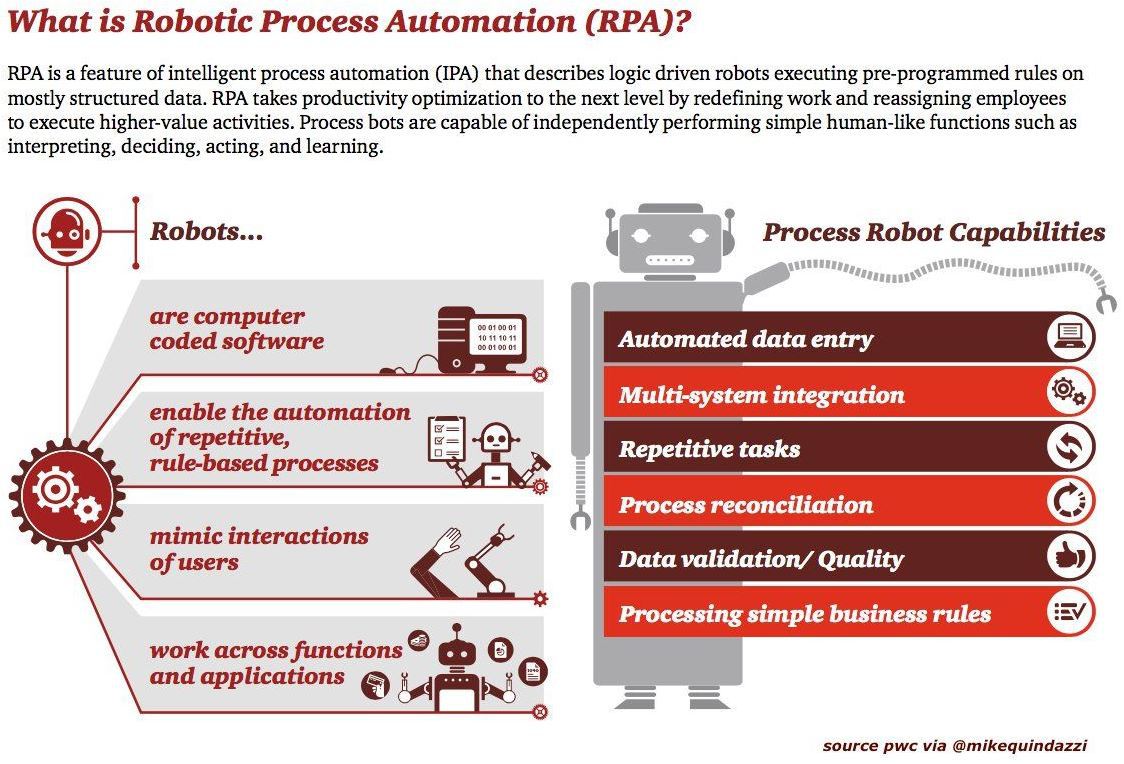 What is Robotic Process Automation (RPA)?
RPA is a feature of intelligent process automation (IPA) that describes logic driven robots executing pre-programmed rules on
mostly structured data. RPA takes productivity optimization to the next level by redefining work and reassigning employees
to execute higher-value activities. Process bots are capable of independently performing simple human-like functions such as
interpreting, deciding, acting, and learning.
Robots...
are computer
coded software
00 01 00 01
10 11 10 11
00 01 00 01
enable the automation
of repetitive,
rule-based processes
mimic interactions
of users
work across functions
and applications
Process Robot Capabilities
Automated data entry
Multi-system integration
Repetitive tasks
Process reconciliation
Data validation/ Quality
Processing simple business rules
source pwc via @mikequindazzi